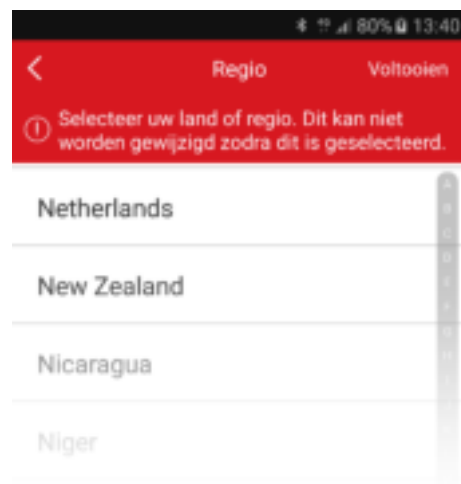 80% 13:40
Regio Voltooien
Selecteer uw land of regio. Dit kan niet
worden gewijzigd zodra dit is geselecteerd.
Netherlands
New Zealand
Nicaragua
Niger